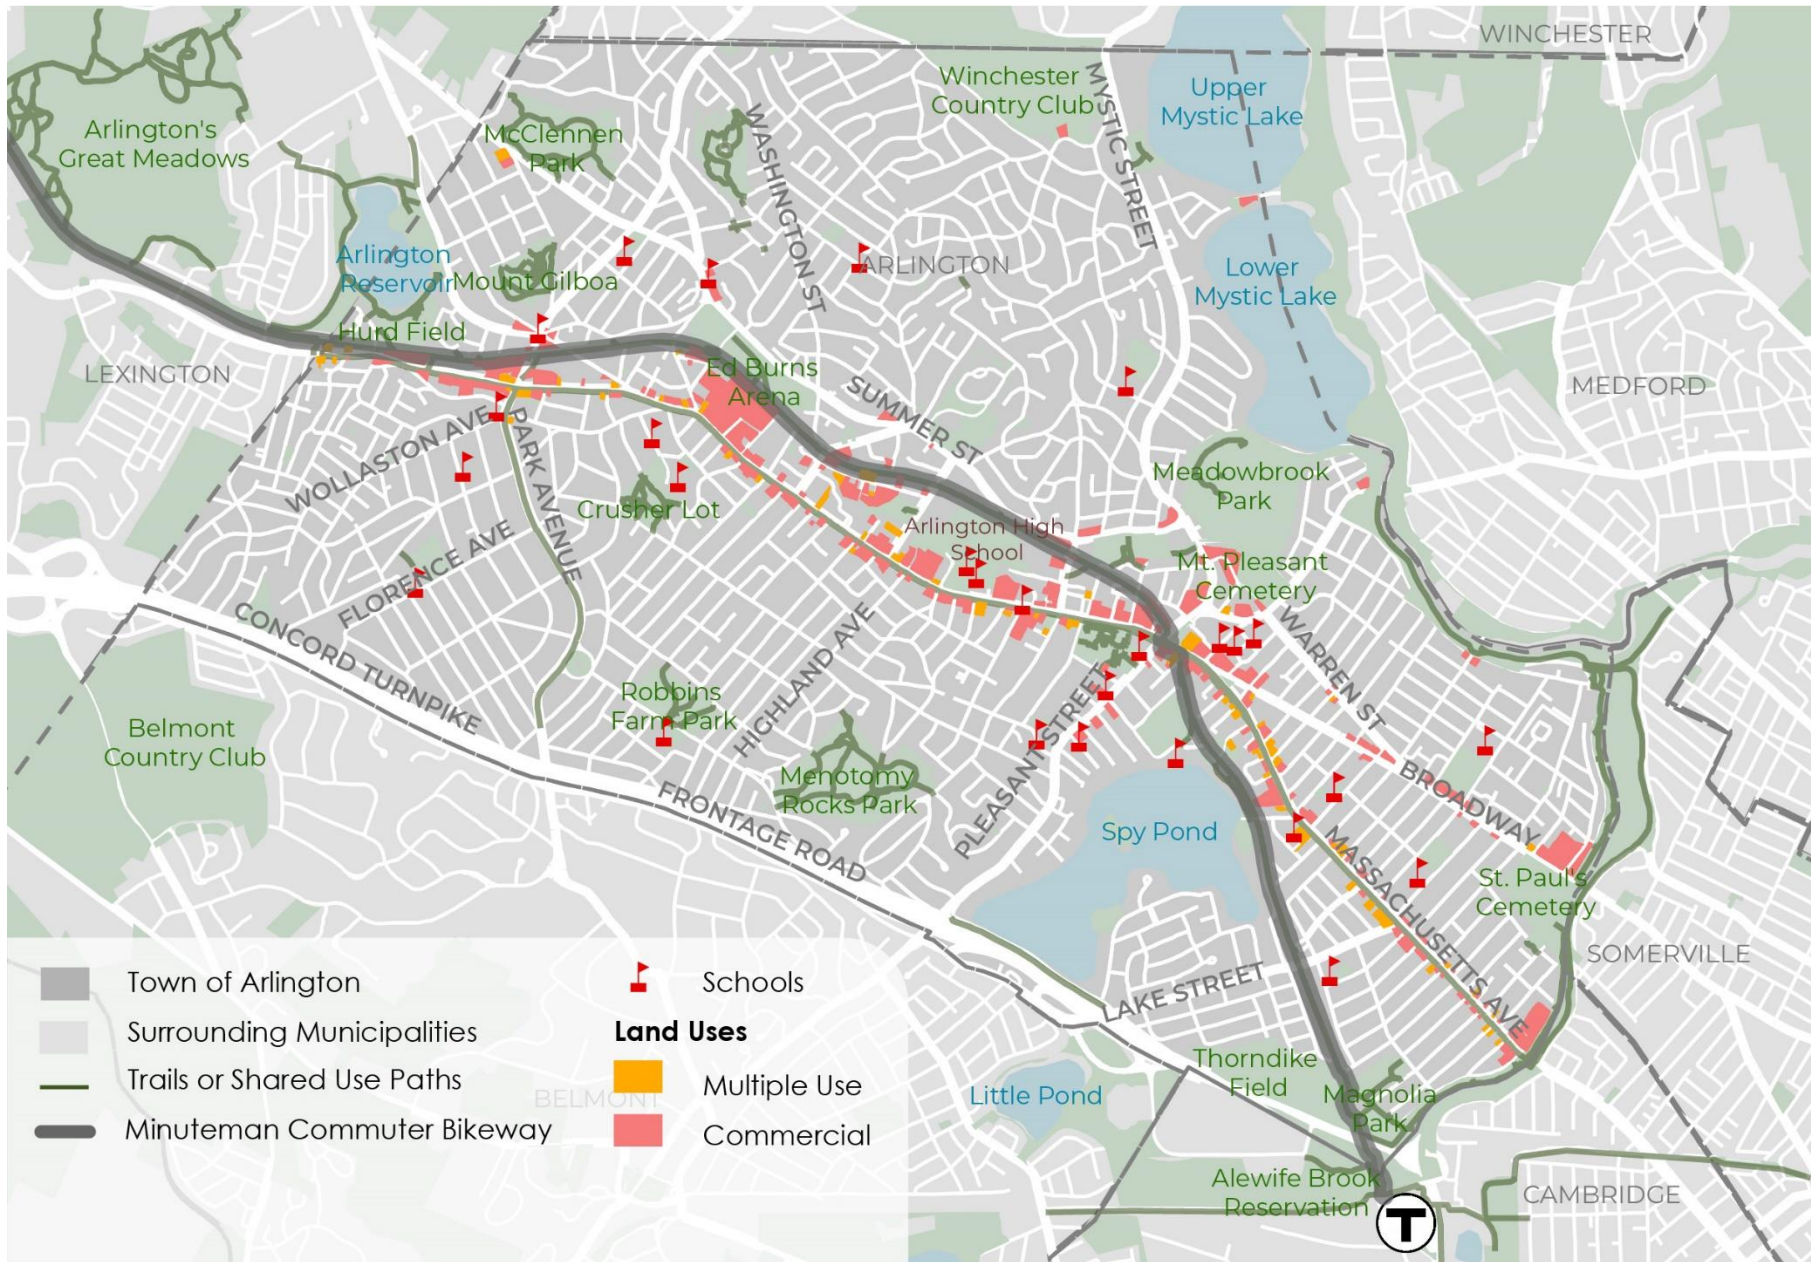 WINCHESTER
Winchester
Country Club
MYSTIC STREET
Upper
Mystic Lake
Arlington's
Great Meadows
McClennen
Park
WASHINGTON ST
Arlington
Reservoir
Mount Gilboa
ARLINGTON
Lower
Mystic Lake
Hurd Field
LEXINGTON
Ed Burns
Arena
SUMMER ST
MEDFORD
WOLLASTON AVE
PARK AVENUE
Crusher Lot
Meadowbrook
Park
Arlington High
School
FLORENCE AVE
Mt. Pleasant
Cemetery
CONCORD TURNPIKE
HIGHLAND AVE
WARREN ST
Robbins
Farm Park
PLEASANT STREET
Belmont
Country Club
Menotomy
Rocks Park
FRONTAGE ROAD
Spy Pond
BROADWAY
MASSACHUSETTS AVE
St. Paul's
Cemetery
SOMERVILLE
LAKE STREET
Thorndike
Field
Magnolia
Park
Little Pond
BELMONT
Alewife Brook
Reservation
CAMBRIDGE
T
Town of Arlington
Surrounding Municipalities
Trails or Shared Use Paths
Minuteman Commuter Bikeway
Schools
Land Uses
Multiple Use
Commercial